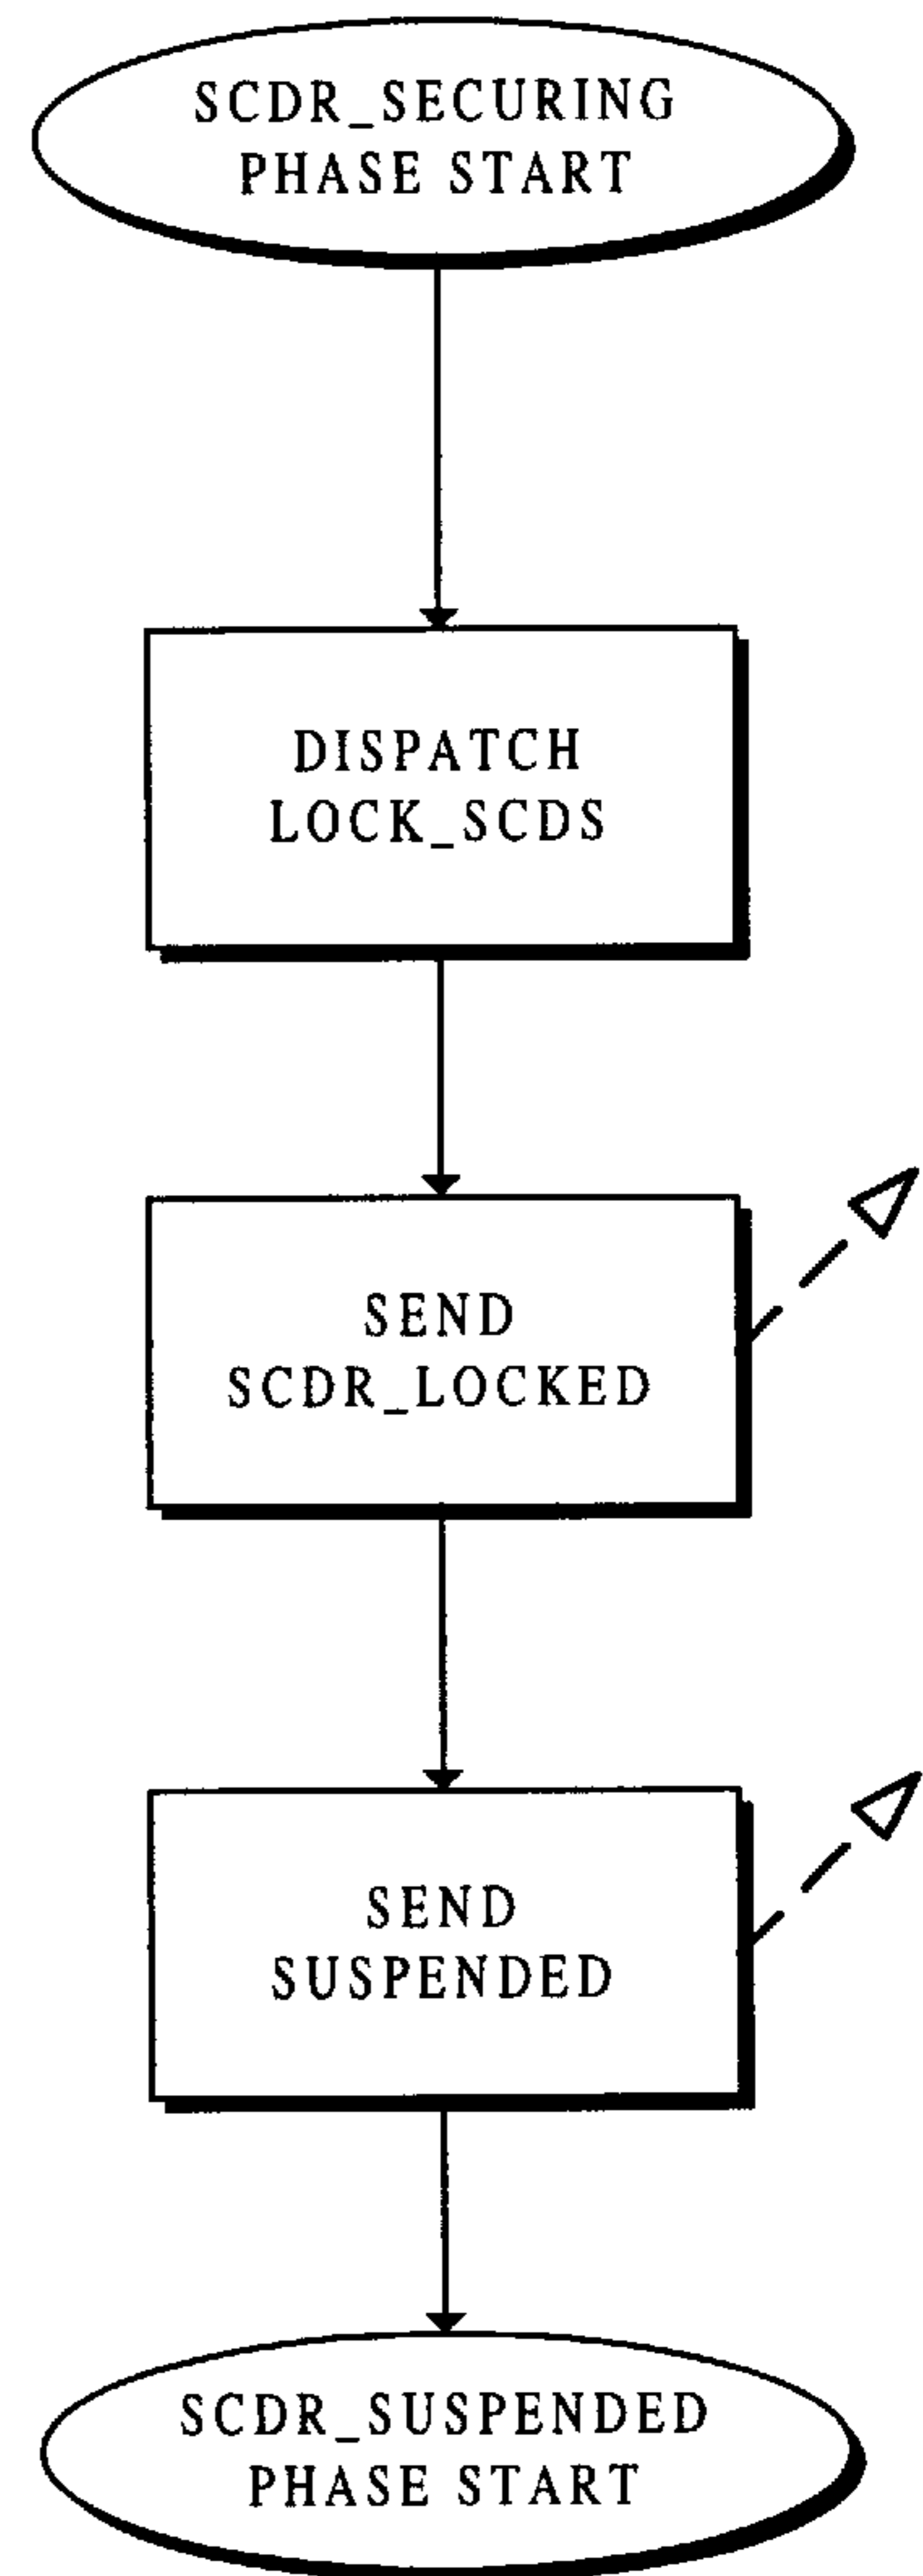 SCDR_SECURING
PHASE START
DISPATCH
LOCK_SCDS
SEND
SCDR_LOCKED
SEND
SUSPENDED
SCDR_SUSPENDED
PHASE START